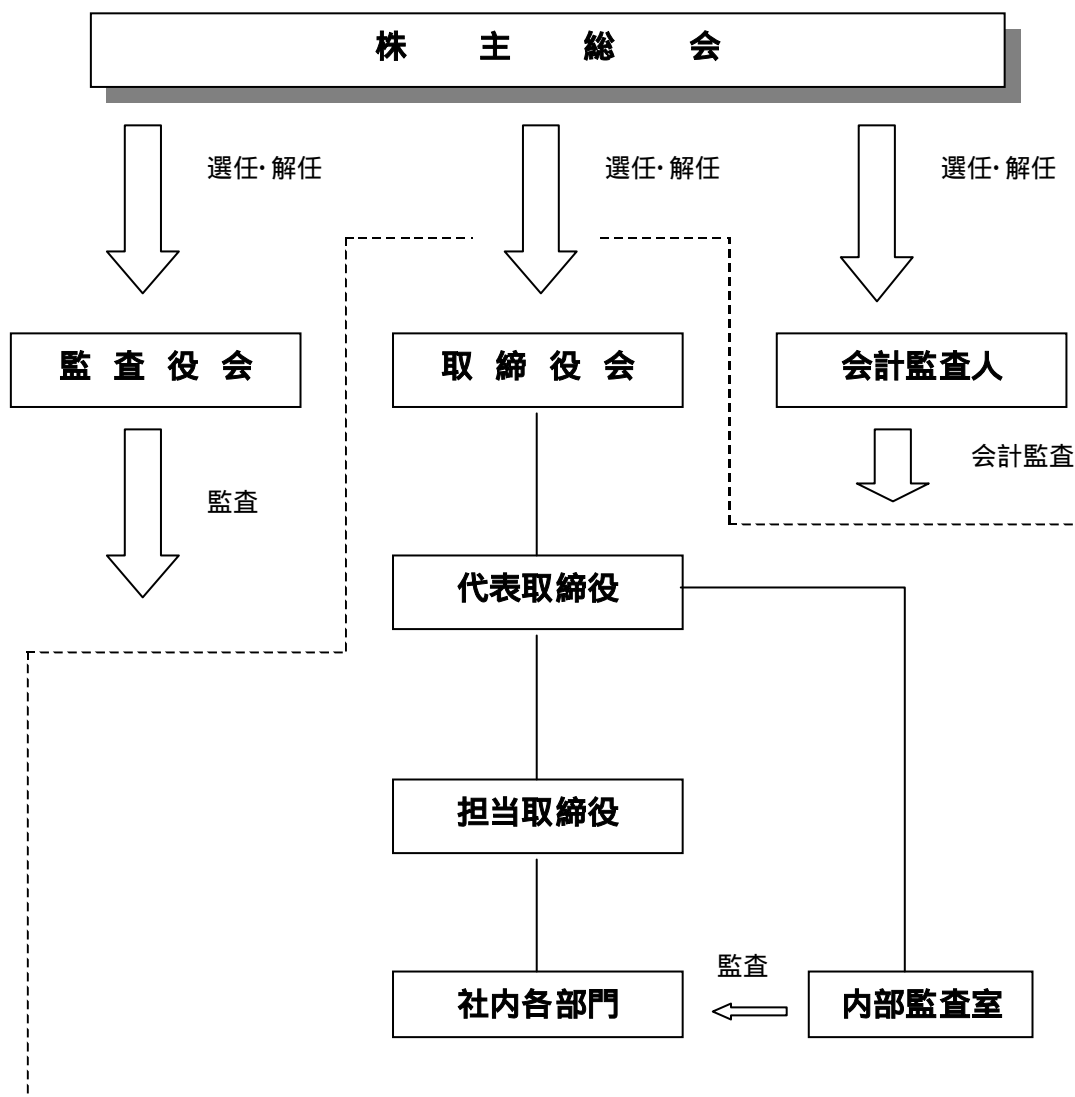 株主総会
選任・解任
選任・解任
選任・解任
監査役会
取締役会
会計監査人
会計監査
監査
代表取締役
担当取締役
監査
社内各部門
内部監査室